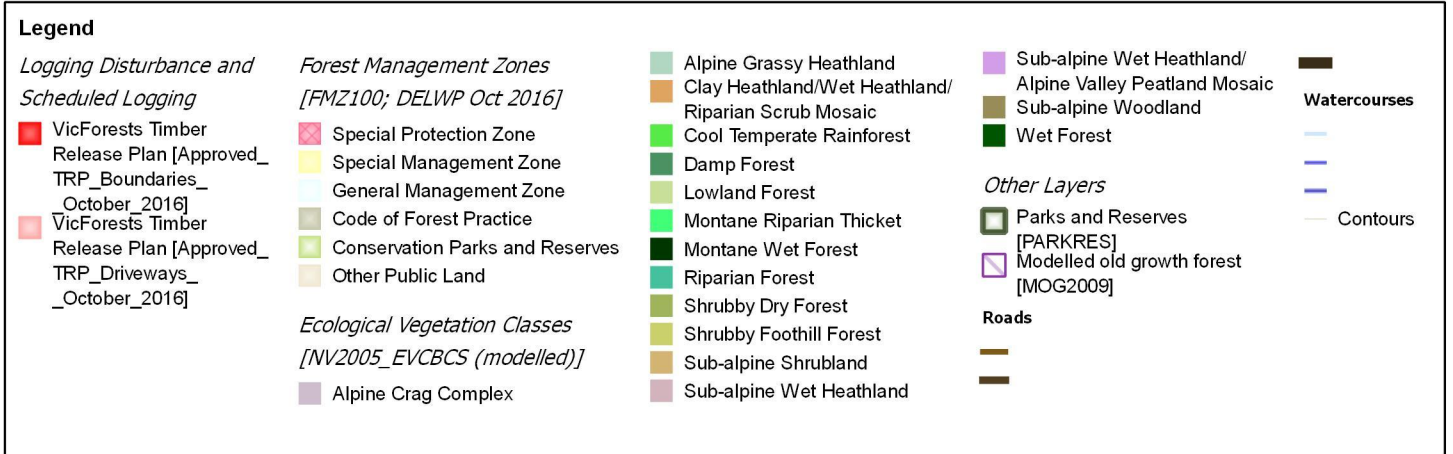 Legend
Logging Disturbance and
Scheduled Logging
VicForests Timber
Release Plan [Approved_
TRP_Boundaries_
_October_2016]
VicForests Timber
Release Plan [Approved_
TRP_Driveways_
_October_2016]
Forest Management Zones
[FMZ100; DELWP Oct 2016]
Special Protection Zone
Special Management Zone
General Management Zone
Code of Forest Practice
Conservation Parks and Reserves
Other Public Land
Ecological Vegetation Classes
[NV2005_EVCBCS (modelled)]
Alpine Crag Complex
Alpine Grassy Heathland
Clay Heathland/Wet Heathland/
Riparian Scrub Mosaic
Cool Temperate Rainforest
Damp Forest
Lowland Forest
Montane Riparian Thicket
Montane Wet Forest
Riparian Forest
Shrubby Dry Forest
Shrubby Foothill Forest
Sub-alpine Shrubland
Sub-alpine Wet Heathland
Sub-alpine Wet Heathland/
Alpine Valley Peatland Mosaic
Sub-alpine Woodland
Wet Forest
Other Layers
Parks and Reserves
[PARKRES]
Modelled old growth forest
[MOG2009]
Roads
Watercourses
Contours